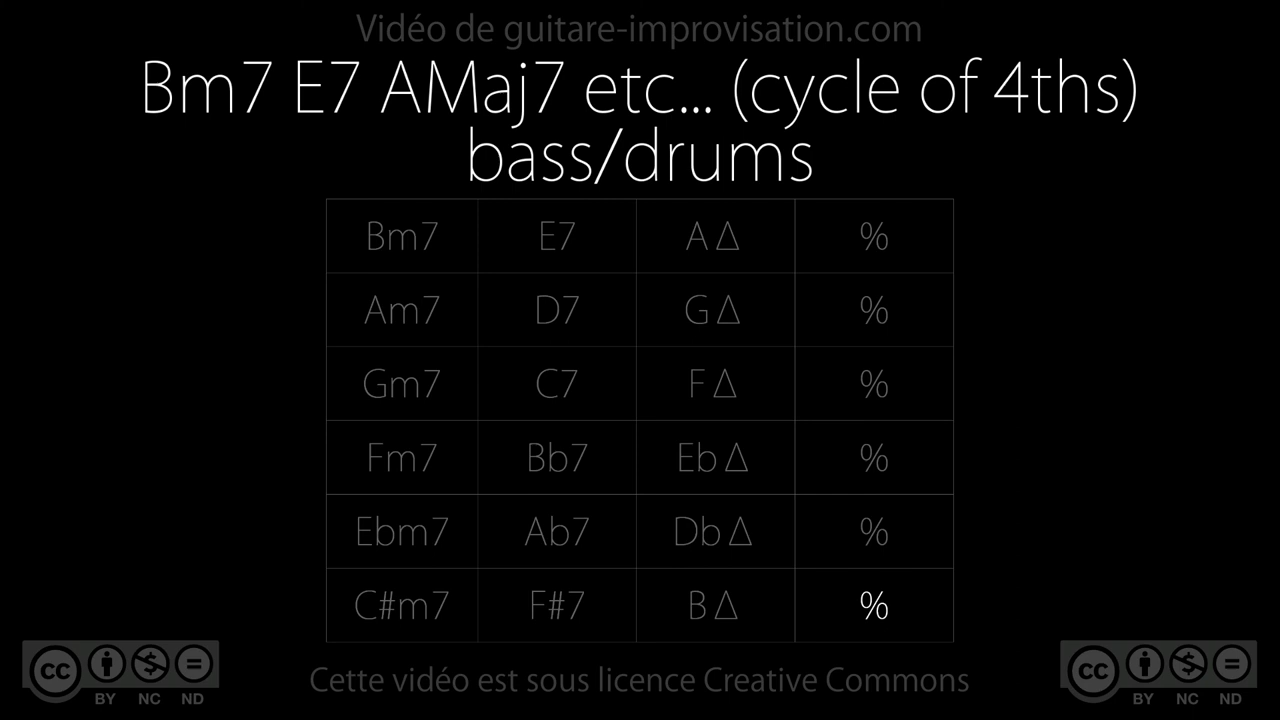 Vidéo de guitare-improvisation.com
Bm7 E7 AMaj7 etc... (cycle of 4ths)
bass/drums
Bm7 E7 A Δ %
Am7 D7 G Δ %
Gm7 C7 F Δ %
Fm7 Bb7 Eb Δ %
Ebm7 Ab7 Db Δ %
C#m7 F#7 B Δ %
Cette vidéo est sous licence Creative Commons
cc BY NC ND
cc BY NC ND